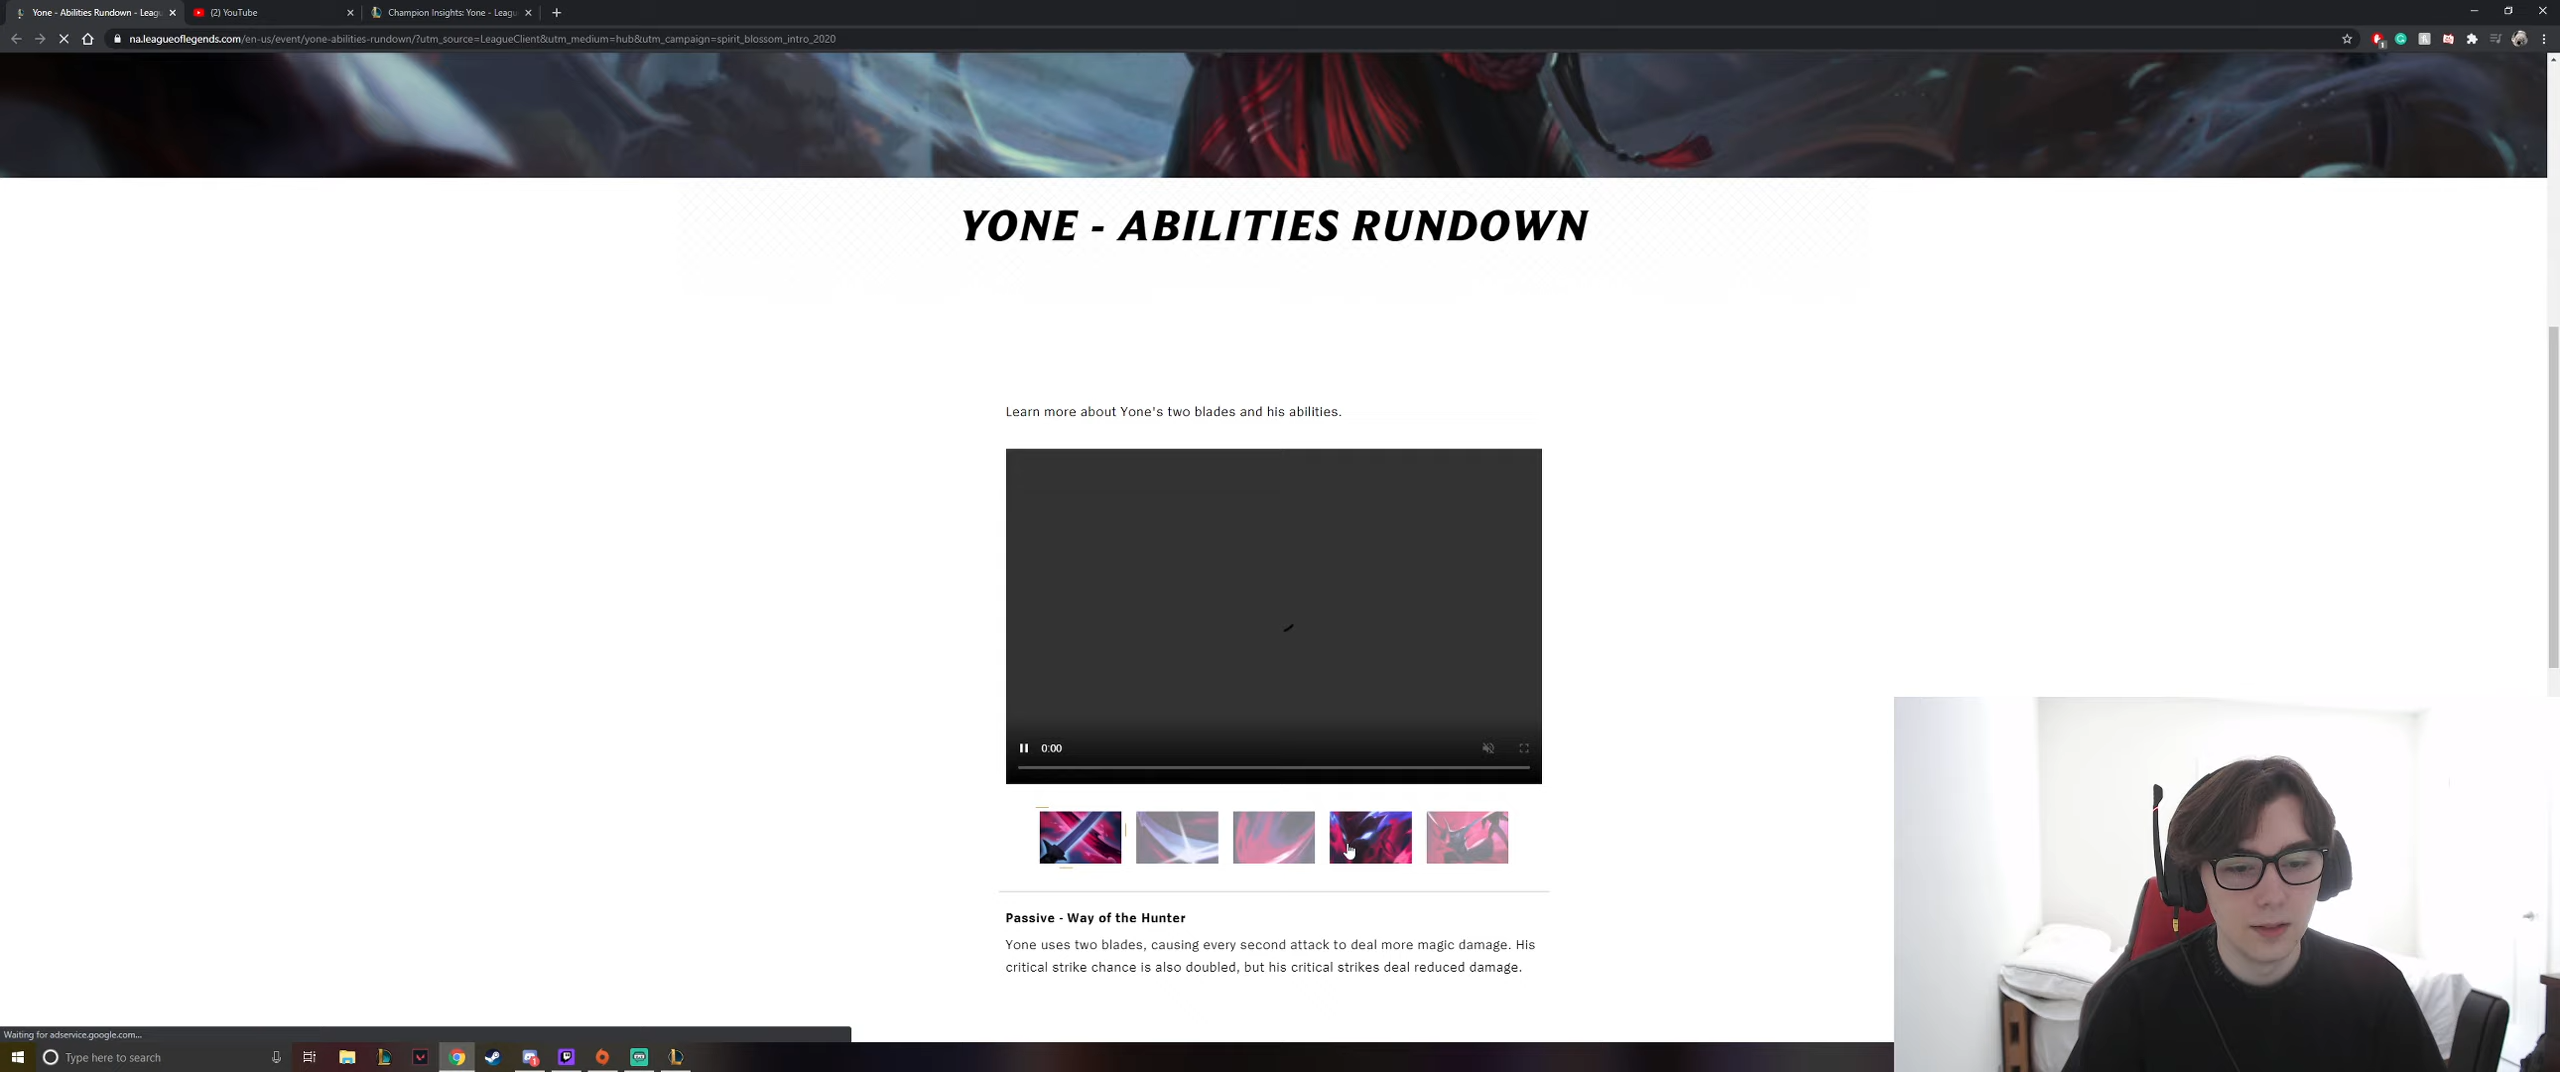 Yone - Abilities Rundown - Leagu
(2) YouTube
Champion Insights: Yone - Leagu
na.leagueoflegends.com/en-us/event/yone-abilities-rundown/?utm_source=LeagueClient&utm_medium=hub&utm_campaign=spirit_blossom_intro_2020
YONE - ABILITIES RUNDOWN
Learn more about Yone's two blades and his abilities.
0:00
Passive - Way of the Hunter
Yone uses two blades, causing every second attack to deal more magic damage. His
critical strike chance is also doubled, but his critical strikes deal reduced damage.
Waiting for adservice.google.com...
Type here to search